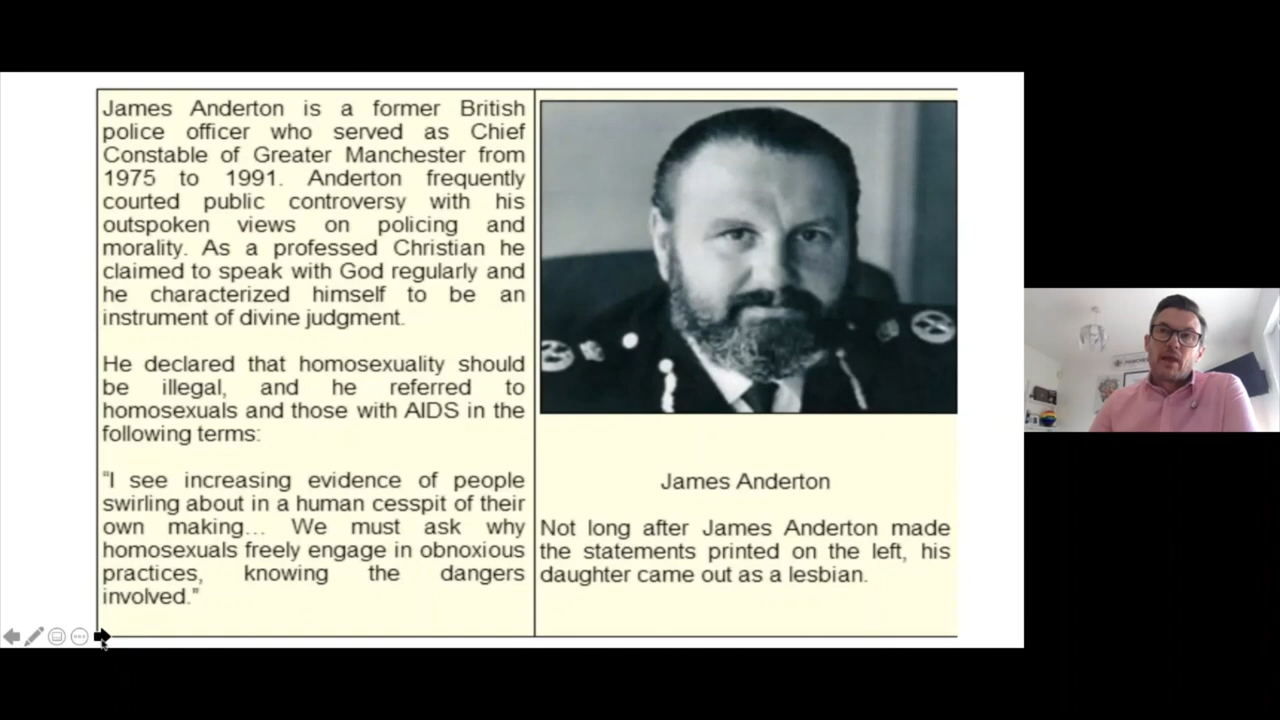 James Anderton is a former British
police officer who served as Chief
Constable of Greater Manchester from
1975 to 1991. Anderton frequently
courted public controversy with his
outspoken views on policing and
morality. As a professed Christian he
claimed to speak with God regularly and
he characterized himself to be an
instrument of divine judgment.
He declared that homosexuality should
be illegal, and he referred to
homosexuals and those with AIDS in the
following terms:
“I see increasing evidence of people
swirling about in a human cesspit of their
own making… We must ask why
homosexuals freely engage in obnoxious
practices, knowing the dangers
involved.”
James Anderton
Not long after James Anderton made
the statements printed on the left, his
daughter came out as a lesbian.